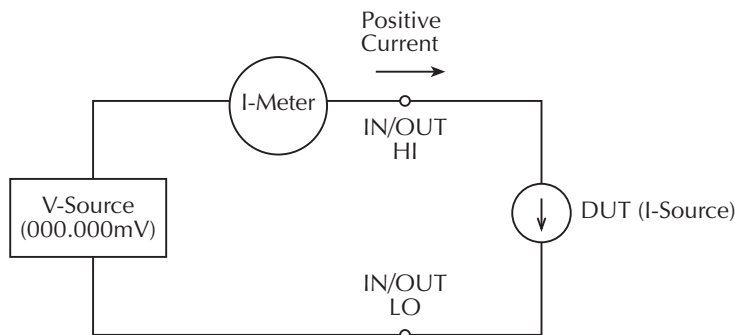 Positive
Current
I-Meter
IN/OUT
HI
V-Source
(000.000mV)
DUT (I-Source)
IN/OUT
LO